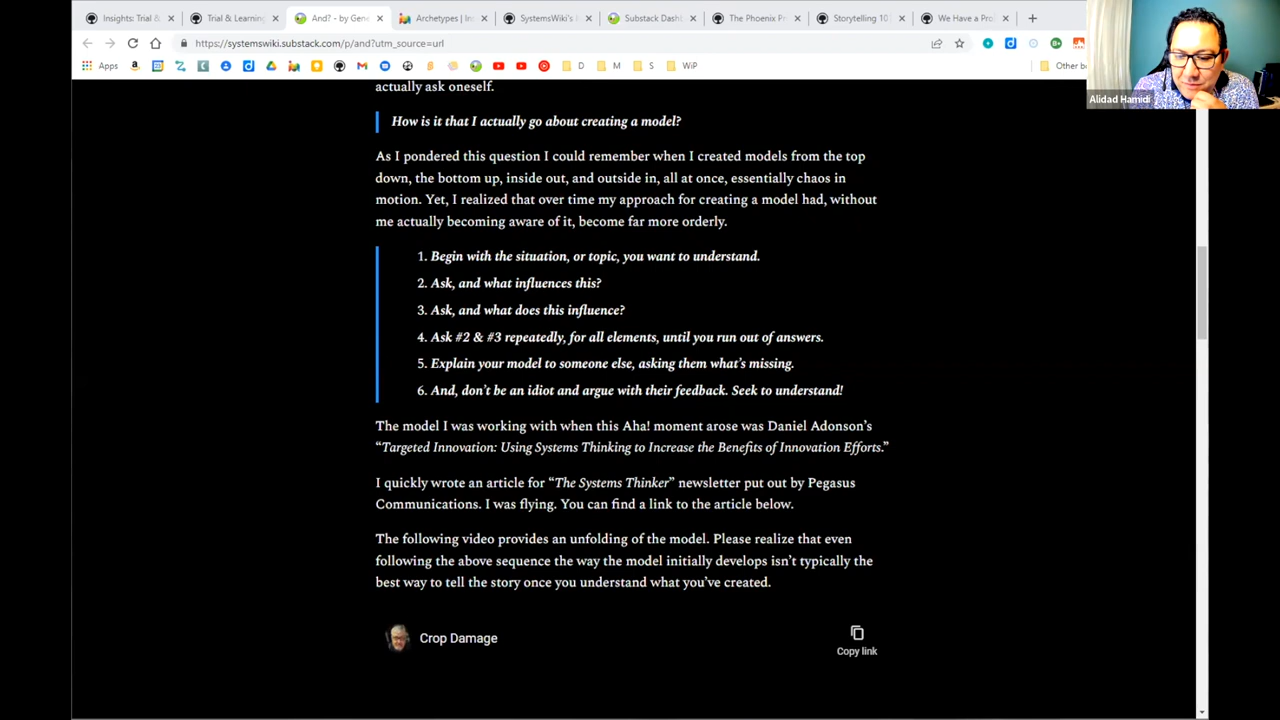 Insights: Trial &
Trial & Learning
And? - by Gene
Archetypes | In
SystemsWiki's
Substack Dash
The Phoenix Pr
Storytelling 10
We Have a Pro
https://systemswiki.substack.com/p/and?utm_source=url
Apps
D
M
S
WiP
Other b
Alidad Hamidi
actually ask oneself.
How is it that I actually go about creating a model?
As I pondered this question I could remember when I created models from the top
down, the bottom up, inside out, and outside in, all at once, essentially chaos in
motion. Yet, I realized that over time my approach for creating a model had, without
me actually becoming aware of it, become far more orderly.
1. Begin with the situation, or topic, you want to understand.
2. Ask, and what influences this?
3. Ask, and what does this influence?
4. Ask #2 & #3 repeatedly, for all elements, until you run out of answers.
5. Explain your model to someone else, asking them what's missing.
6. And, don't be an idiot and argue with their feedback. Seek to understand!
The model I was working with when this Aha! moment arose was Daniel Adonson's
"Targeted Innovation: Using Systems Thinking to Increase the Benefits of Innovation Efforts."
I quickly wrote an article for "The Systems Thinker" newsletter put out by Pegasus
Communications. I was flying. You can find a link to the article below.
The following video provides an unfolding of the model. Please realize that even
following the above sequence the way the model initially develops isn't typically the
best way to tell the story once you understand what you've created.
Crop Damage
Copy link